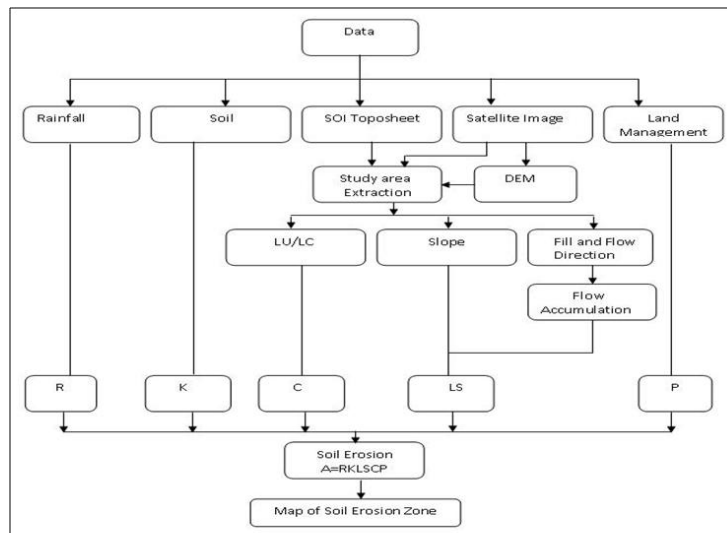 Data
Rainfall
Soil
SOI Toposheet
Satellite Image
Land
Management
Study area
Extraction
DEM
LU/LC
Slope
Fill and Flow
Direction
Flow
Accumulation
R
K
C
LS
P
Soil Erosion
A=RKLSCP
Map of Soil Erosion Zone